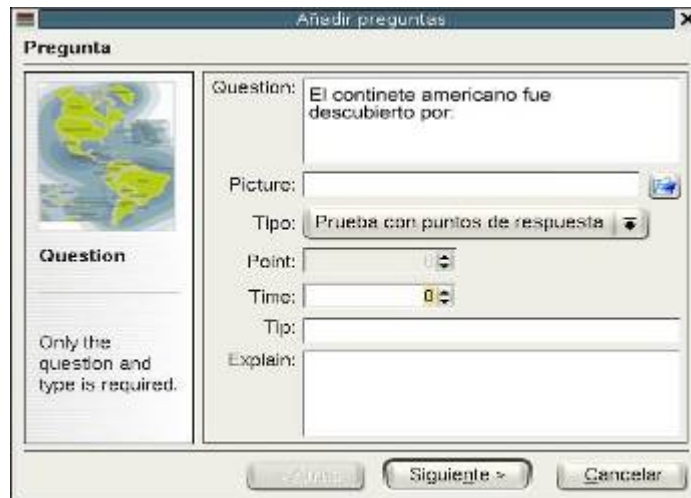 Añadir preguntas
Pregunta
Question:
El continete americano fue
descubierto por:
Picture:
Tipo: Prueba con puntos de respuesta
Question
Point: 0
Time: 0
Tip:
Only the
question and
type is required.
Explain:
Siguiente >
Cancelar